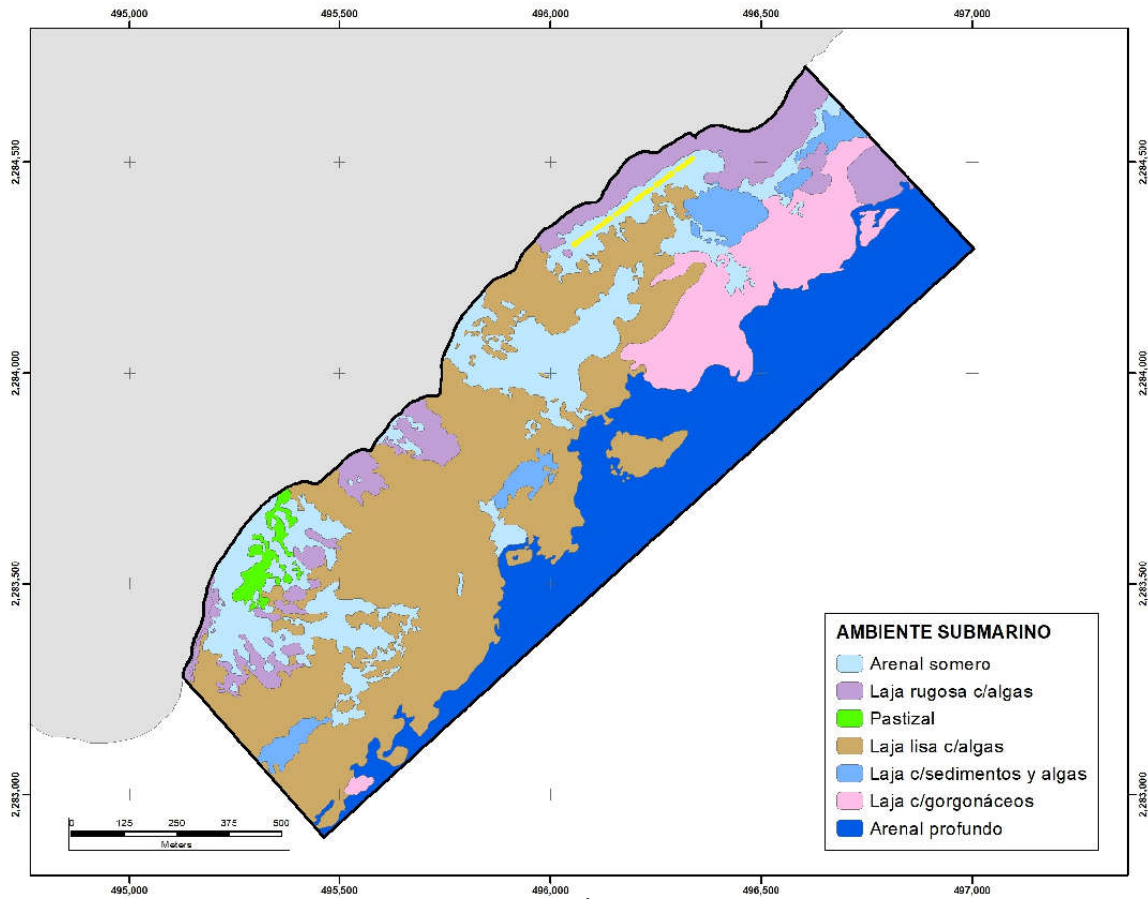 495,000 495,500 496,000 496,500 497,000
2,284,500 2,284,500
2,284,000 2,284,000
2,283,500 2,283,500
2,283,000 2,283,000
AMBIENTE SUBMARINO
Arenal somero
Laja rugosa c/algas
Pastizal
Laja lisa c/algas
Laja c/sedimentos y algas
Laja c/gorgonáceos
Arenal profundo
0 125 250 375 500
Meters
495,000 495,500 496,000 496,500 497,000